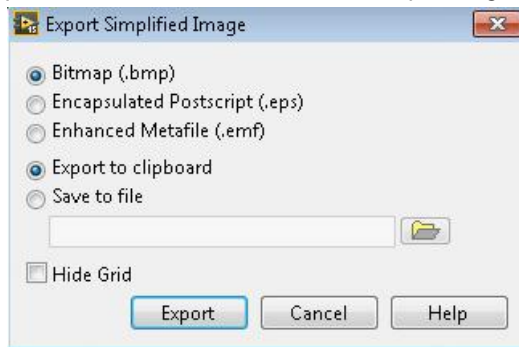 Export Simplified Image
Bitmap (.bmp)
Encapsulated Postscript (.eps)
Enhanced Metafile (.emf)
Export to clipboard
Save to file
Hide Grid
Export Cancel Help